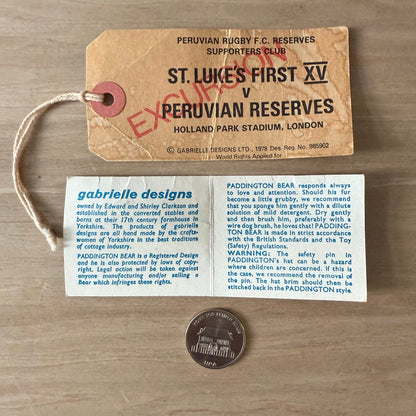 PERUVIAN RUGBY F.C. RESERVES
SUPPORTERS CLUB
ST. LUKE'S FIRST XV
v
PERUVIAN RESERVES
HOLLAND PARK STADIUM, LONDON
EXCURSION
© GABRIELLE DESIGNS LTD., 1978 Des. Reg. No. 985902
World Rights Applied for
gabrielle designs
owned by Edward and Shirley Clarkson and
established in the converted stables and
barns at their 17th century farmhouse in
Yorkshire. The products of gabrielle
designs are all hand made by the crafts-
women of Yorkshire in the best traditions
of cottage industry.
PADDINGTON BEAR is a Registered Design
and he is also protected by laws of copy-
right. Legal action will be taken against
anyone manufacturing and/or selling a
Bear which infringes these rights.
PADDINGTON BEAR responds always
to love and attention. Should his fur
become a little grubby, we recommend
that you sponge him gently with a dilute
solution of mild detergent. Dry gently
and then brush him, preferably with a
wire dog brush, he loves that! PADDING-
TON BEAR is made in strict accordance
with the British Standards and the Toy
(Safety) Regulations.
WARNING: The safety pin in
PADDINGTON'S hat can be a hazard
where children are concerned. If this is
the case, we recommend the removal of
the pin. The hat brim should then be
stitched back in the PADDINGTON style.